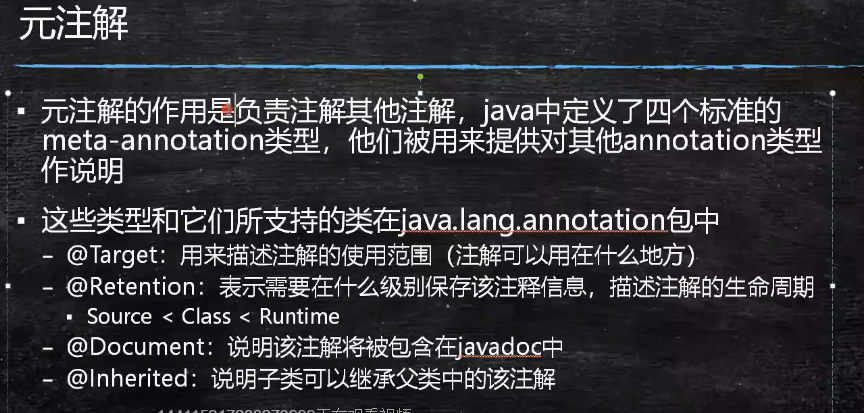 元注解
▪ 元注解的作用是负责注解其他注解，java中定义了四个标准的
meta-annotation类型，他们被用来提供对其他annotation类型
作说明
▪ 这些类型和它们所支持的类在java.lang.annotation包中
– @Target：用来描述注解的使用范围（注解可以用在什么地方）
– @Retention：表示需要在什么级别保存该注释信息，描述注解的生命周期
▪ Source < Class < Runtime
– @Document：说明该注解将被包含在javadoc中
– @Inherited：说明子类可以继承父类中的该注解
正在观看视频